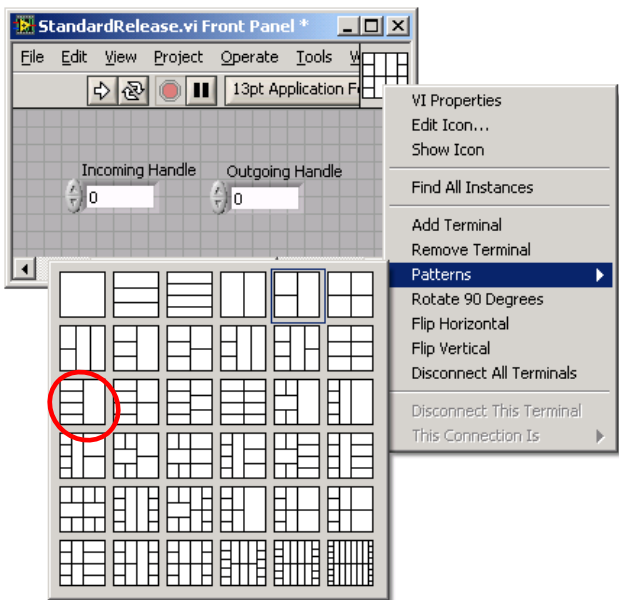 StandardRelease.vi Front Panel *
File Edit View Project Operate Tools W
13pt Application F
Incoming Handle Outgoing Handle
0 0
VI Properties
Edit Icon...
Show Icon
Find All Instances
Add Terminal
Remove Terminal
Patterns
Rotate 90 Degrees
Flip Horizontal
Flip Vertical
Disconnect All Terminals
Disconnect This Terminal
This Connection Is